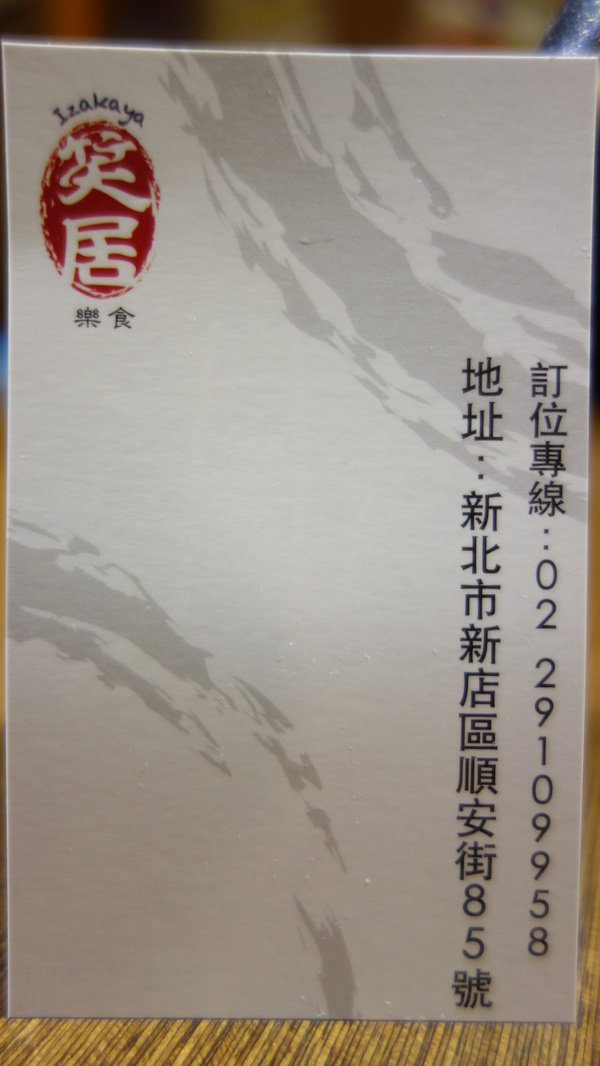 Izakaya
笑居
樂食
訂位專線：02 29109958
地址：新北市新店區順安街85號